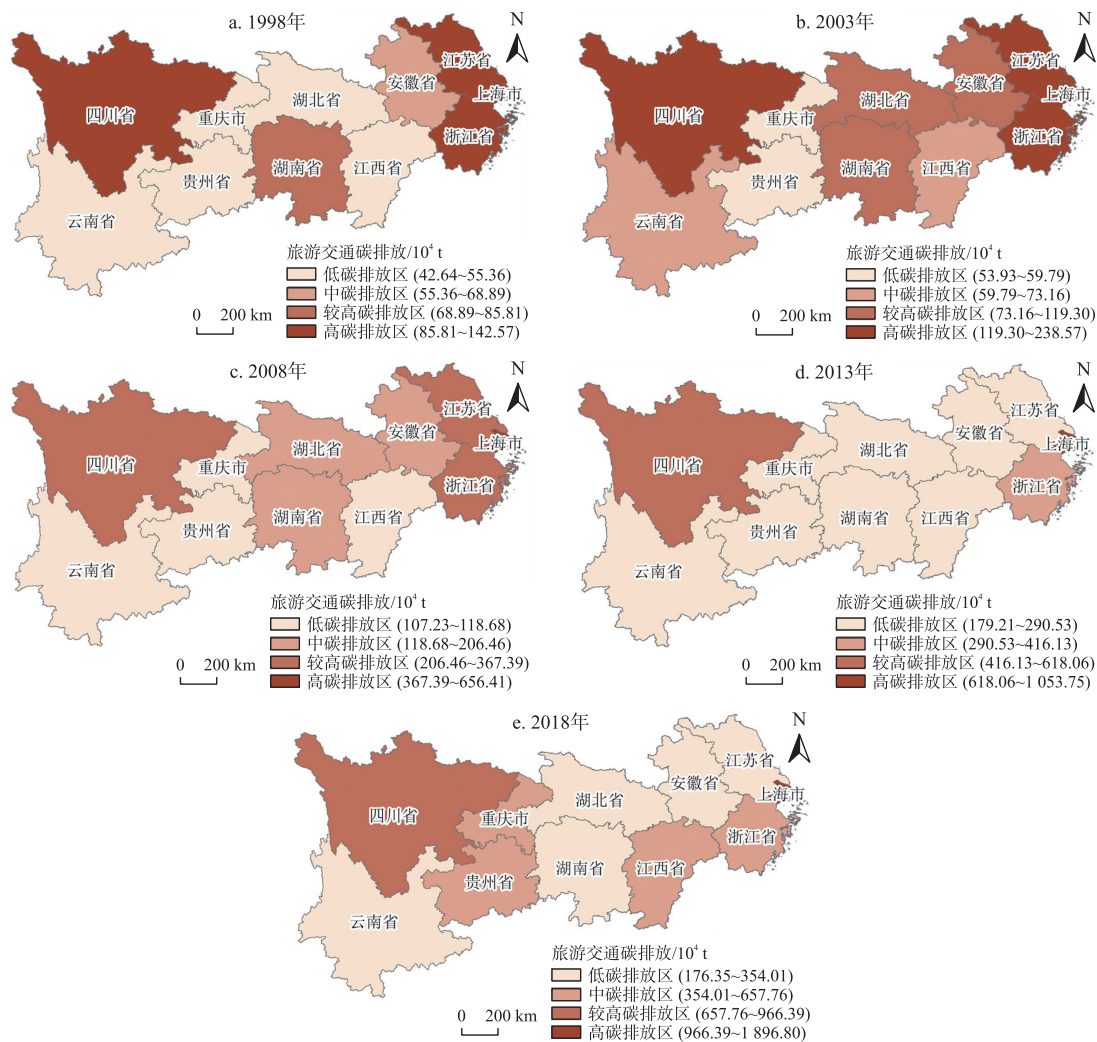 a. 1998年
N
江苏省
安徽省
上海市
湖北省
四川省
重庆市
浙江省
湖南省
江西省
贵州省
云南省
旅游交通碳排放/10⁴ t
低碳排放区 (42.64~55.36)
中碳排放区 (55.36~68.89)
较高碳排放区 (68.89~85.81)
高碳排放区 (85.81~142.57)
0 200 km
b. 2003年
N
江苏省
安徽省
上海市
湖北省
四川省
重庆市
浙江省
湖南省
江西省
贵州省
云南省
旅游交通碳排放/10⁴ t
低碳排放区 (53.93~59.79)
中碳排放区 (59.79~73.16)
较高碳排放区 (73.16~119.30)
高碳排放区 (119.30~238.57)
0 200 km
c. 2008年
N
江苏省
安徽省
上海市
湖北省
四川省
重庆市
浙江省
湖南省
江西省
贵州省
云南省
旅游交通碳排放/10⁴ t
低碳排放区 (107.23~118.68)
中碳排放区 (118.68~206.46)
较高碳排放区 (206.46~367.39)
高碳排放区 (367.39~656.41)
0 200 km
d. 2013年
N
江苏省
安徽省
上海市
湖北省
四川省
重庆市
浙江省
湖南省
江西省
贵州省
云南省
旅游交通碳排放/10⁴ t
低碳排放区 (179.21~290.53)
中碳排放区 (290.53~416.13)
较高碳排放区 (416.13~618.06)
高碳排放区 (618.06~1 053.75)
0 200 km
e. 2018年
N
江苏省
安徽省
上海市
湖北省
四川省
重庆市
浙江省
湖南省
江西省
贵州省
云南省
旅游交通碳排放/10⁴ t
低碳排放区 (176.35~354.01)
中碳排放区 (354.01~657.76)
较高碳排放区 (657.76~966.39)
高碳排放区 (966.39~1 896.80)
0 200 km